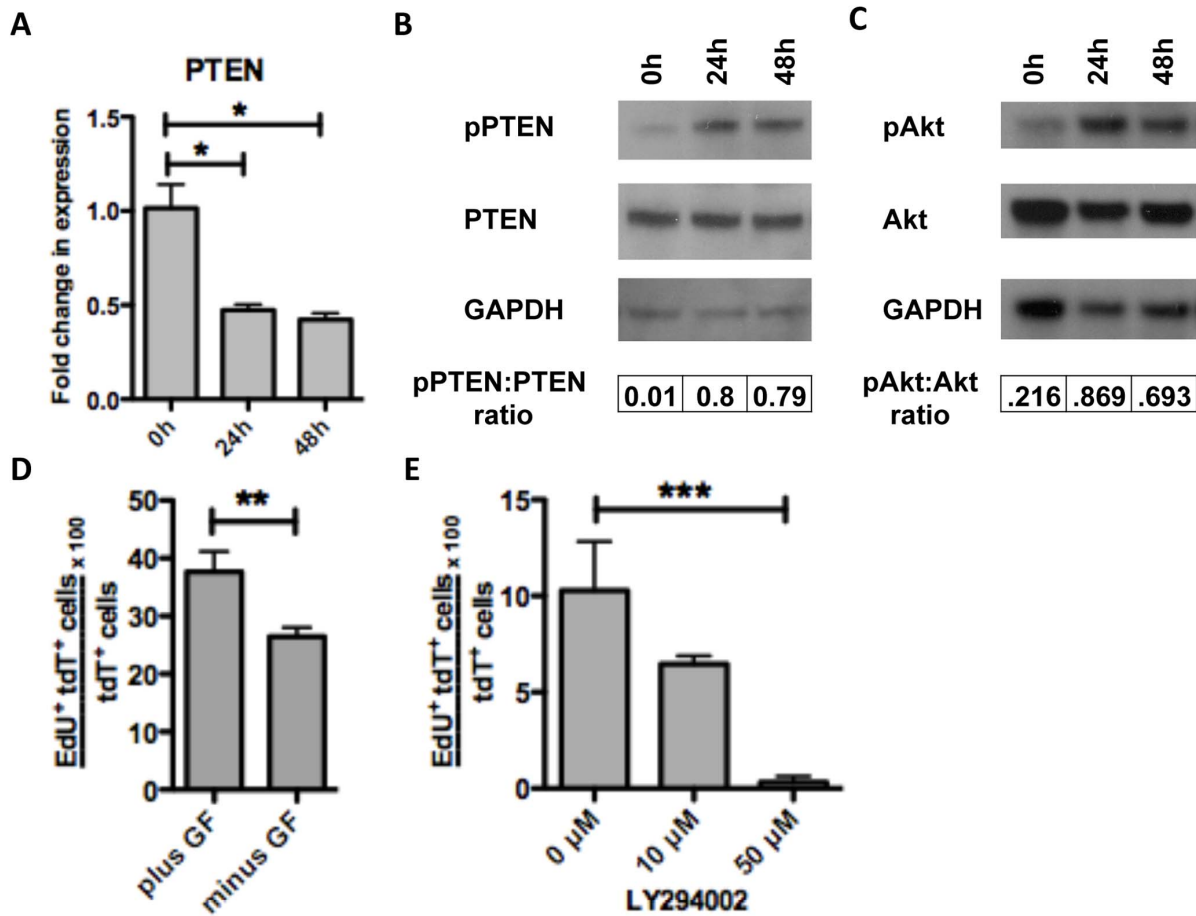 A
PTEN
Fold change in expression
1.5
1.0
0.5
0.0
*
*
0h
24h
48h
B
0h
24h
48h
pPTEN
PTEN
GAPDH
pPTEN:PTEN
ratio
0.01 0.8 0.79
C
0h
24h
48h
pAkt
Akt
GAPDH
pAkt:Akt
ratio
.216 .869 .693
D
EdU⁺ tdT⁺ cells x 100
tdT⁺ cells
50
40
30
20
10
0
**
plus GF
minus GF
E
EdU⁺ tdT⁺ cells x 100
tdT⁺ cells
15
10
5
0
***
0 µM
10 µM
50 µM
LY294002